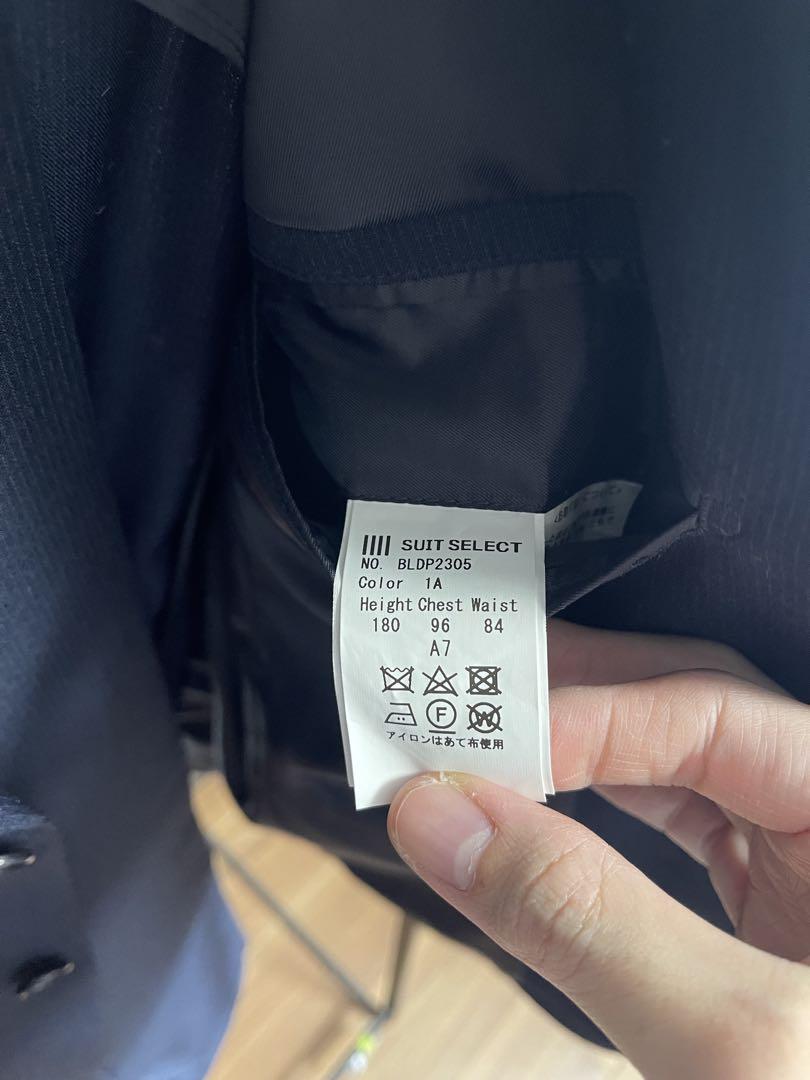 SUIT SELECT
NO. BLDP2305
Color 1A
Height Chest Waist
180 96 84
A7
F W
アイロンはあて布使用